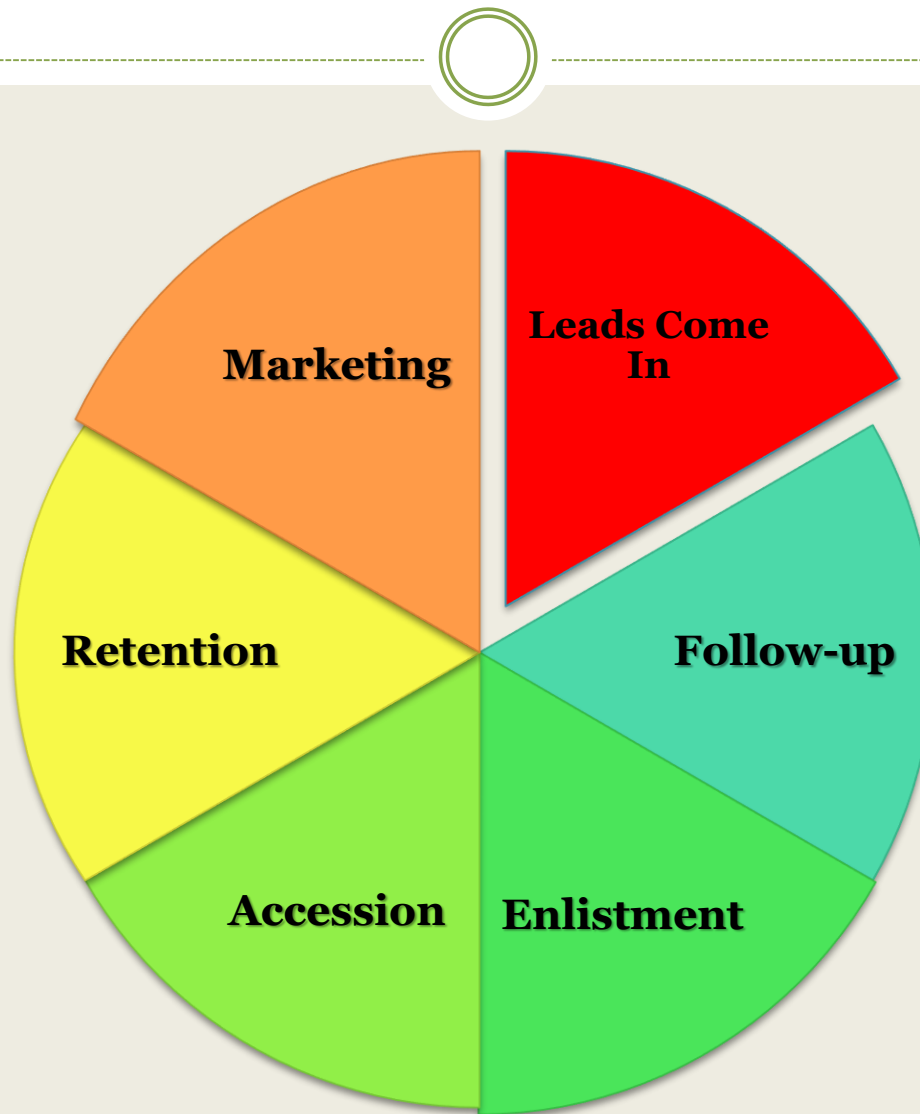 Marketing
Leads Come
In
Retention
Follow-up
Accession
Enlistment